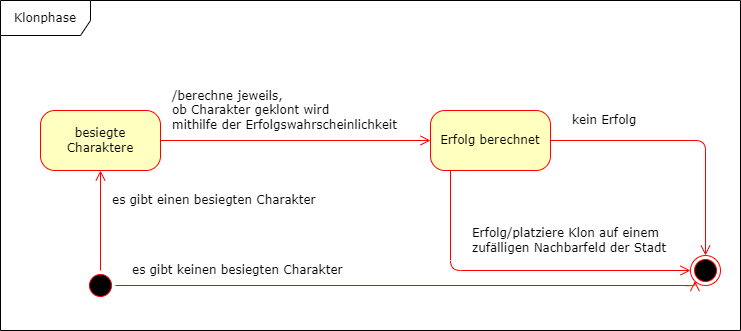 Klonphase
/berechne jeweils,
ob Charakter geklont wird
mithilfe der Erfolgswahrscheinlichkeit
kein Erfolg
besiegte
Charaktere
Erfolg berechnet
es gibt einen besiegten Charakter
Erfolg/platziere Klon auf einem
zufälligen Nachbarfeld der Stadt
es gibt keinen besiegten Charakter